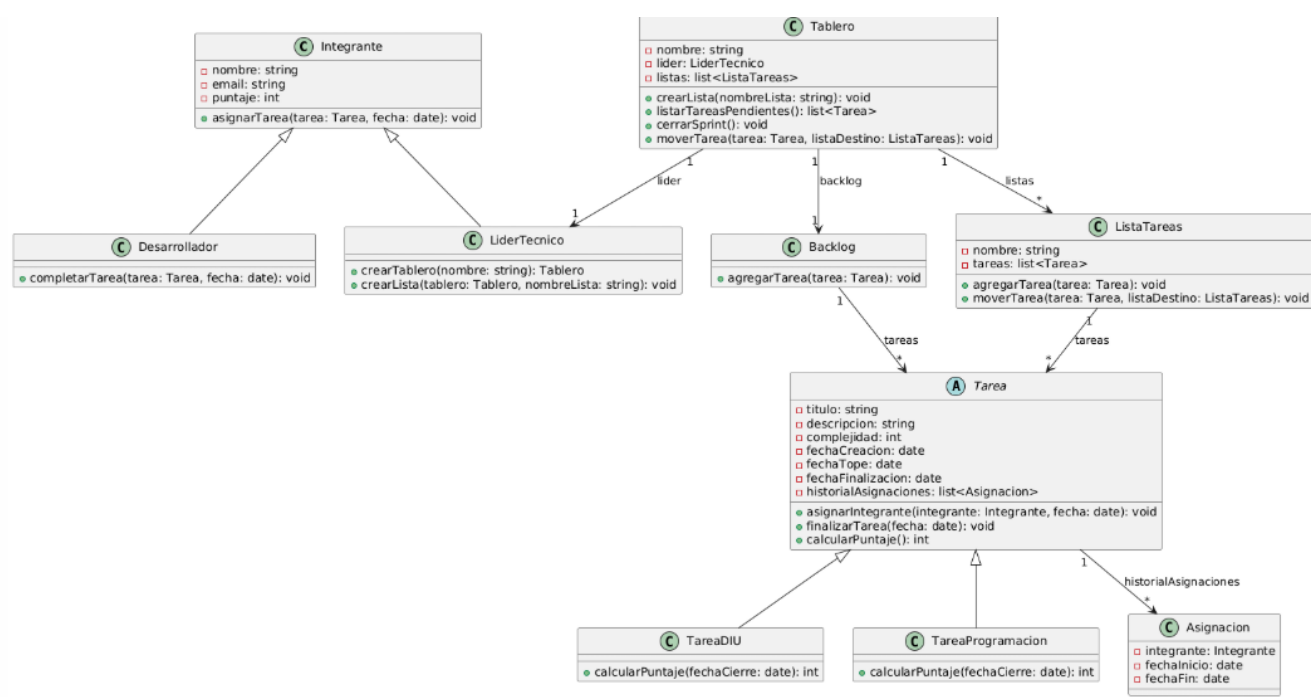 C Integrante
nombre: string
email: string
puntaje: int
asignarTarea(tarea: Tarea, fecha: date): void
C Tablero
nombre: string
lider: LiderTecnico
listas: list<ListaTareas>
crearLista(nombreLista: string): void
listarTareasPendientes(): list<Tarea>
cerrarSprint(): void
moverTarea(tarea: Tarea, listaDestino: ListaTareas): void
1 1 1
lider backlog listas
1 1 *
C Desarrollador
completarTarea(tarea: Tarea, fecha: date): void
C LiderTecnico
crearTablero(nombre: string): Tablero
crearLista(tablero: Tablero, nombreLista: string): void
C Backlog
agregarTarea(tarea: Tarea): void
C ListaTareas
nombre: string
tareas: list<Tarea>
agregarTarea(tarea: Tarea): void
moverTarea(tarea: Tarea, listaDestino: ListaTareas): void
1 1
tareas tareas
* *
A Tarea
titulo: string
descripcion: string
complejidad: int
fechaCreacion: date
fechaTope: date
fechaFinalizacion: date
historialAsignaciones: list<Asignacion>
asignarIntegrante(integrante: Integrante, fecha: date): void
finalizarTarea(fecha: date): void
calcularPuntaje(): int
1
historialAsignaciones
*
C TareaDIU
calcularPuntaje(fechaCierre: date): int
C TareaProgramacion
calcularPuntaje(fechaCierre: date): int
C Asignacion
integrante: Integrante
fechaInicio: date
fechaFin: date